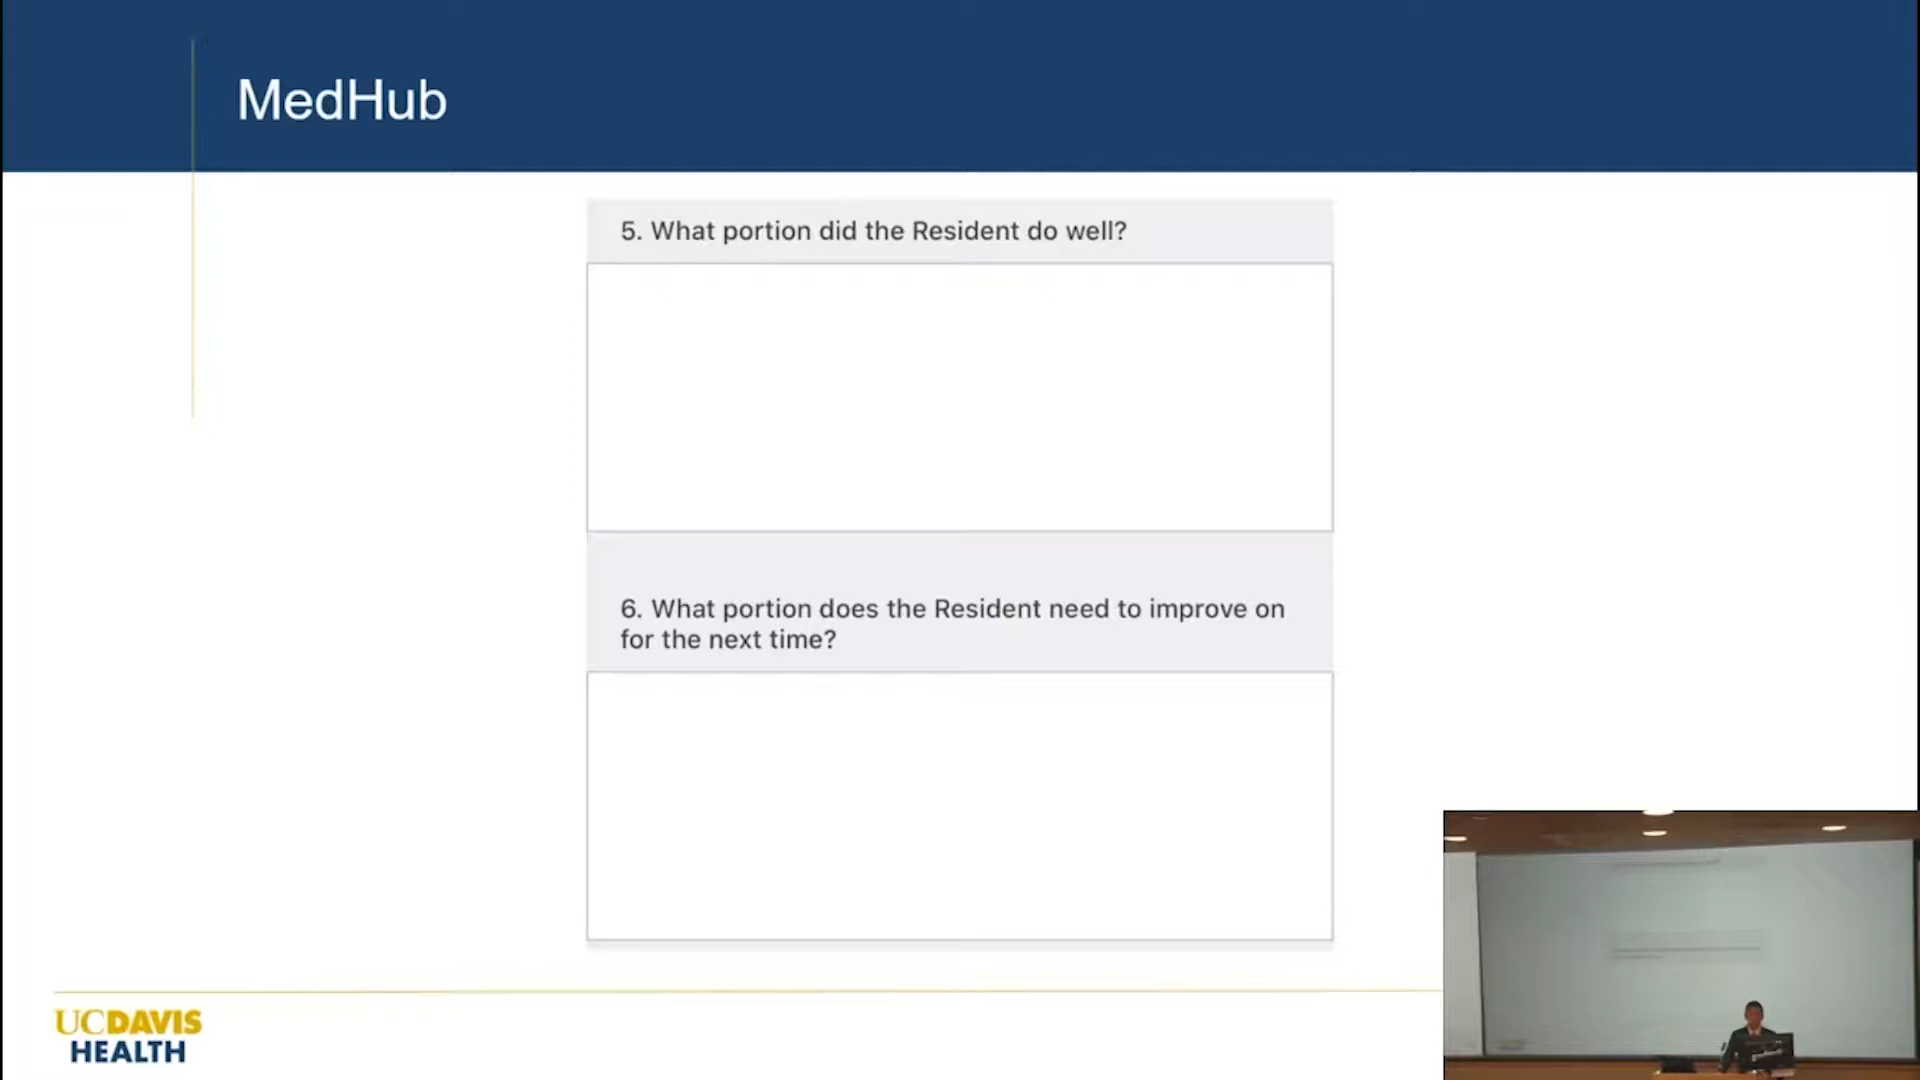 MedHub
5. What portion did the Resident do well?
6. What portion does the Resident need to improve on
for the next time?
UCDAVIS
HEALTH